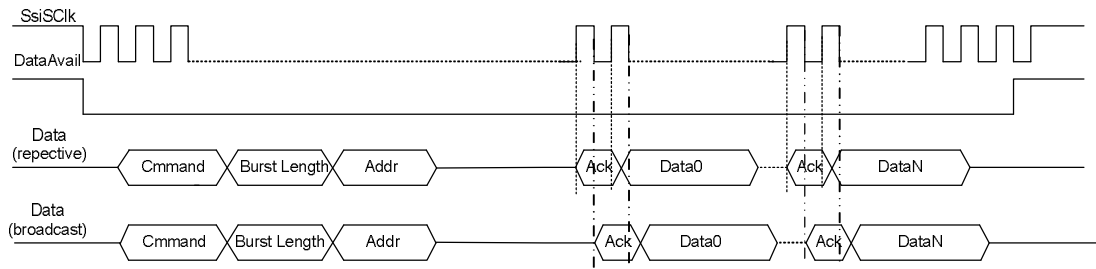 SsiSClk
DataAvail
Data
(repective)
Cmmand
Burst Length
Addr
Ack
Data0
Ack
DataN
Data
(broadcast)
Cmmand
Burst Length
Addr
Ack
Data0
Ack
DataN